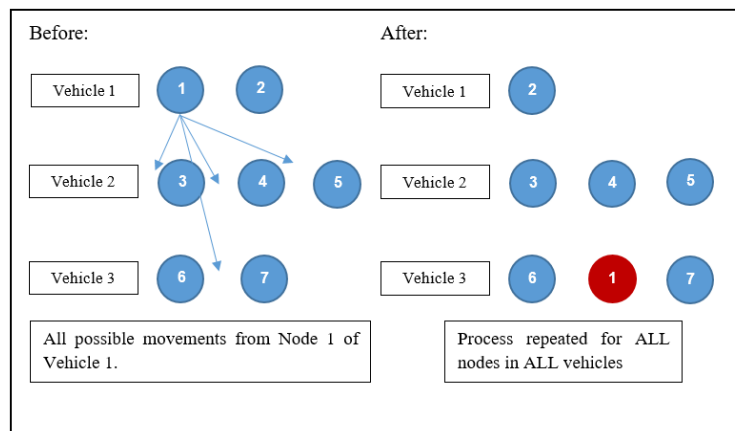 Before:
Vehicle 1
1
2
Vehicle 2
3
4
5
Vehicle 3
6
7
All possible movements from Node 1 of
Vehicle 1.
After:
Vehicle 1
2
Vehicle 2
3
4
5
Vehicle 3
6
1
7
Process repeated for ALL
nodes in ALL vehicles